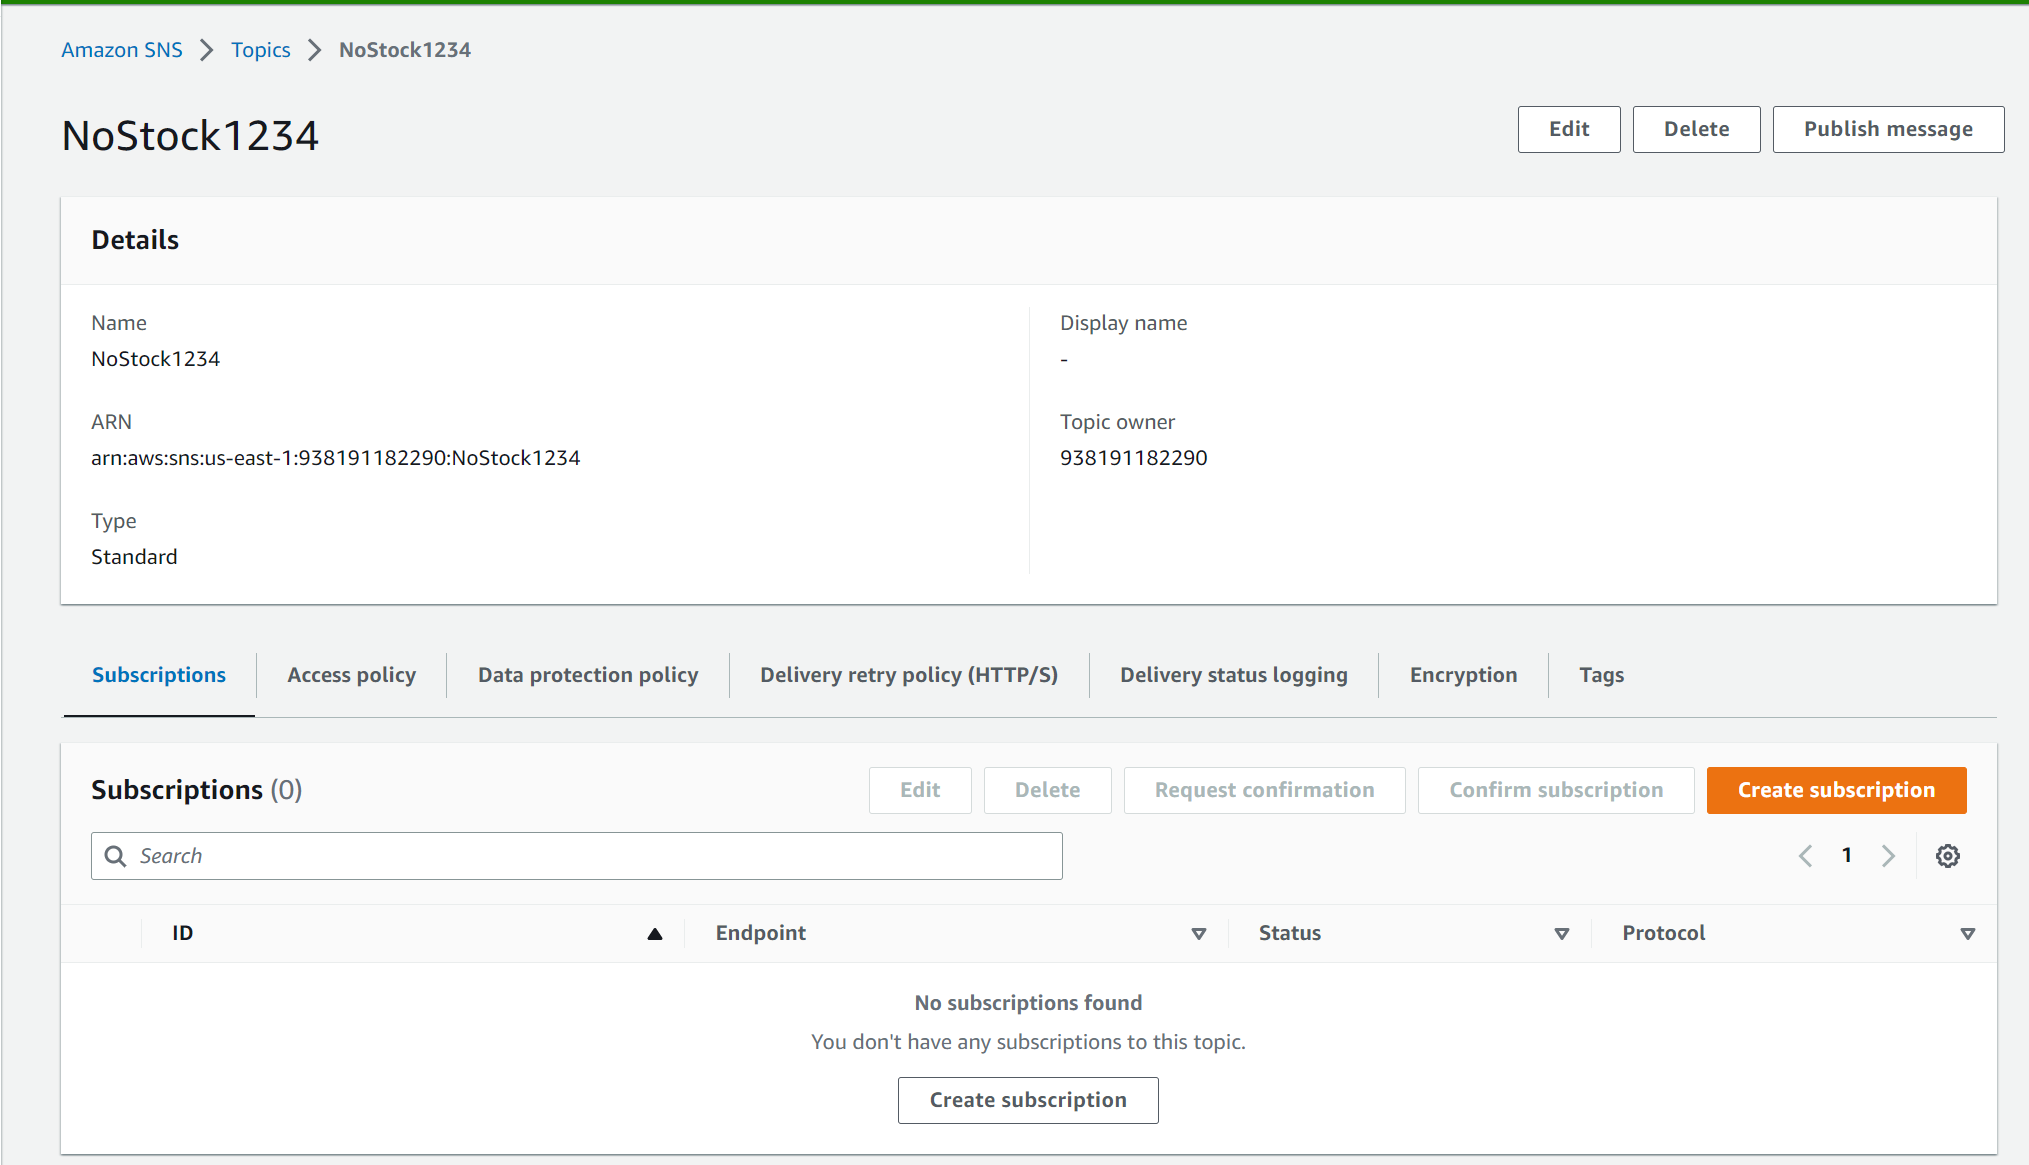 Amazon SNS > Topics > NoStock1234
NoStock1234
Edit Delete Publish message
Details
Name
NoStock1234
Display name
-
ARN
arn:aws:sns:us-east-1:938191182290:NoStock1234
Topic owner
938191182290
Type
Standard
Subscriptions Access policy Data protection policy Delivery retry policy (HTTP/S) Delivery status logging Encryption Tags
Subscriptions (0)
Edit Delete Request confirmation Confirm subscription Create subscription
Search
1
ID Endpoint Status Protocol
No subscriptions found
You don't have any subscriptions to this topic.
Create subscription